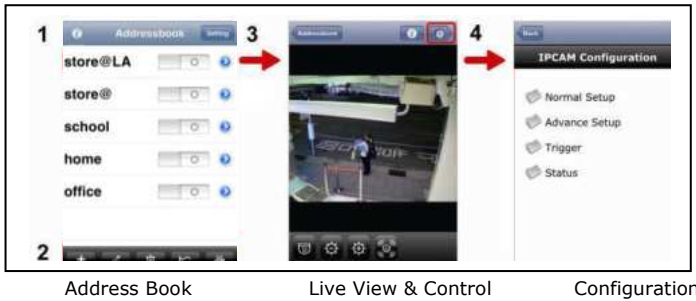 1 Addressbook Setting 3 Addressbook 4 Back
store@LA
store@
school
home
office
2
IPCAM Configuration
Normal Setup
Advance Setup
Trigger
Status
Address Book Live View & Control Configuration